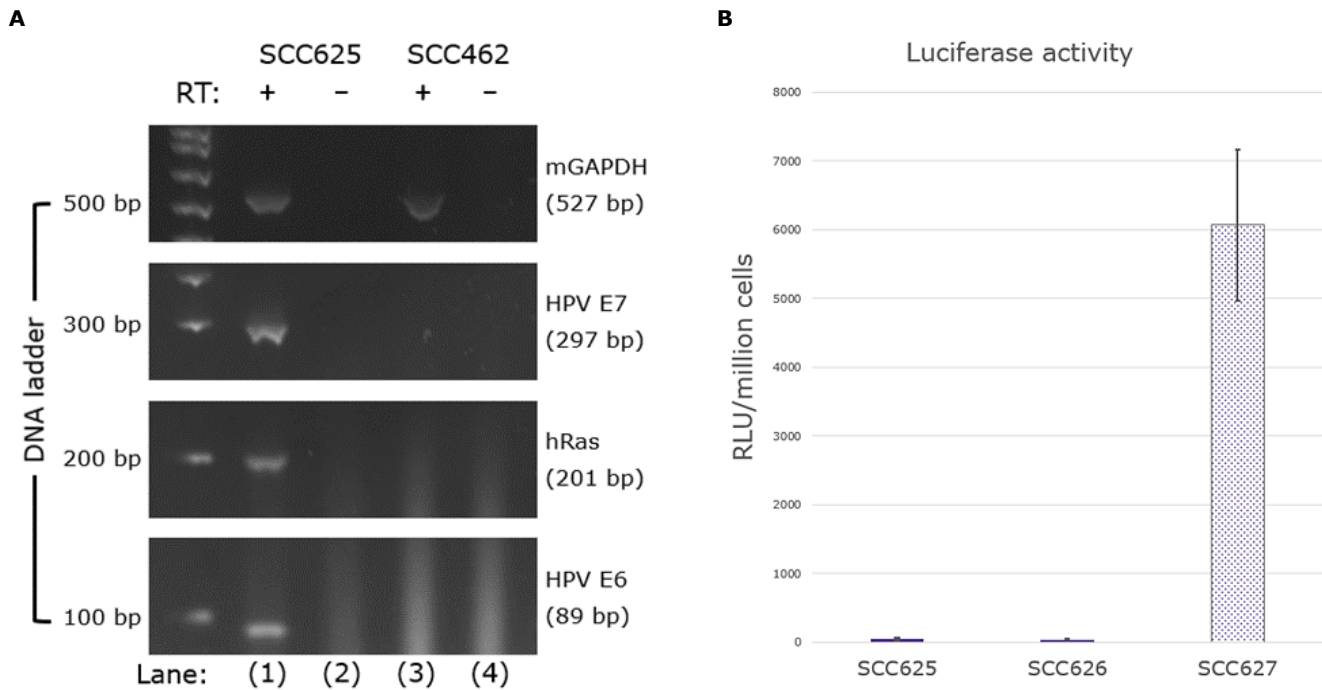 A
SCC625 SCC462
RT: + – + –
mGAPDH
500 bp (527 bp)
HPV E7
300 bp (297 bp)
DNA ladder
hRas
200 bp (201 bp)
HPV E6
100 bp (89 bp)
Lane: (1) (2) (3) (4)
B
Luciferase activity
RLU/million cells
8000
7000
6000
5000
4000
3000
2000
1000
0
SCC625 SCC626 SCC627